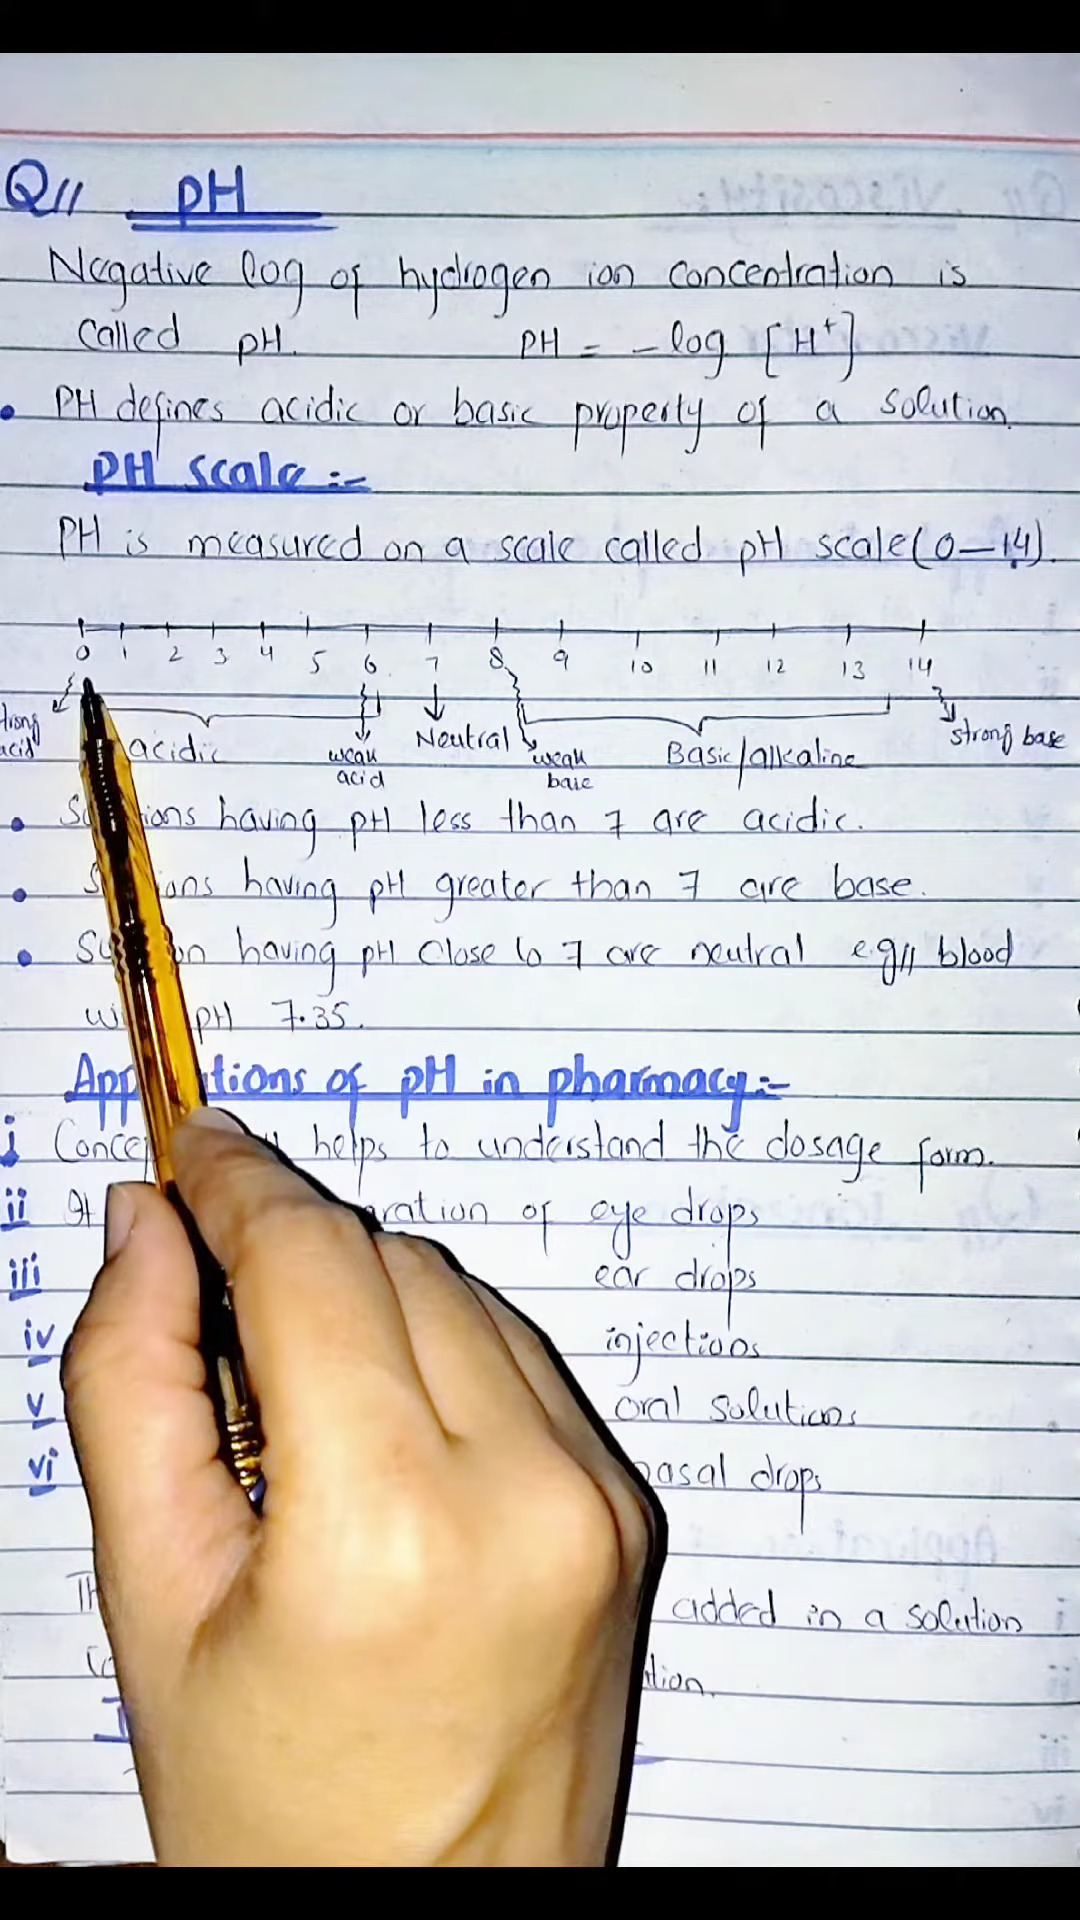 Q// pH
Negative log of hydrogen ion concentration is
called pH. PH = -log [H+]
• PH defines acidic or basic property of a solution.
PH scale:-
PH is measured on a scale called pH scale (0-14).
0 1 2 3 4 5 6 7 8 9 10 11 12 13 14
acid acidic weak acid Neutral weak base Basic/alkaline strong base
• having pH less than 7 are acidic.
• having pH greater than 7 are base.
• having pH close to 7 are neutral e.g// blood
pH 7.35.
of pH in pharmacy:-
i helps to understand the dosage form.
ii of eye drops
iii ear drops
iv injections
v oral solutions
vi nasal drops
added in a solution